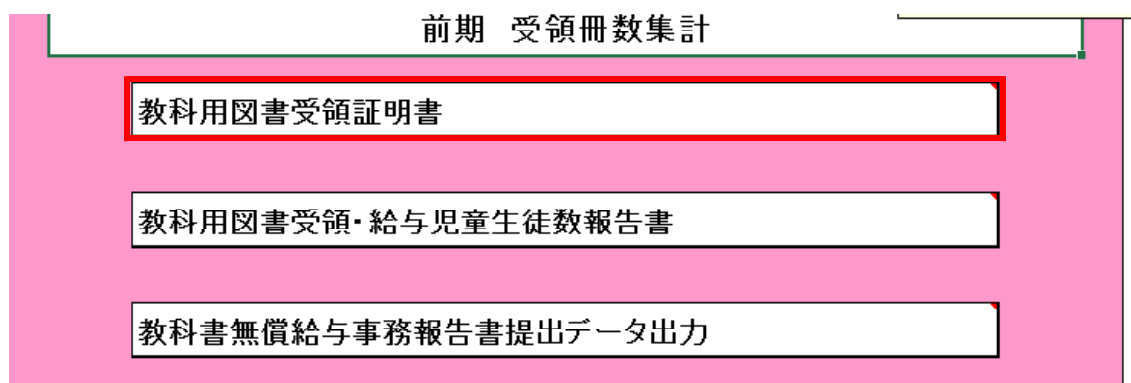 前期 受領冊数集計
教科用図書受領証明書
教科用図書受領・給与児童生徒数報告書
教科書無償給与事務報告書提出データ出力